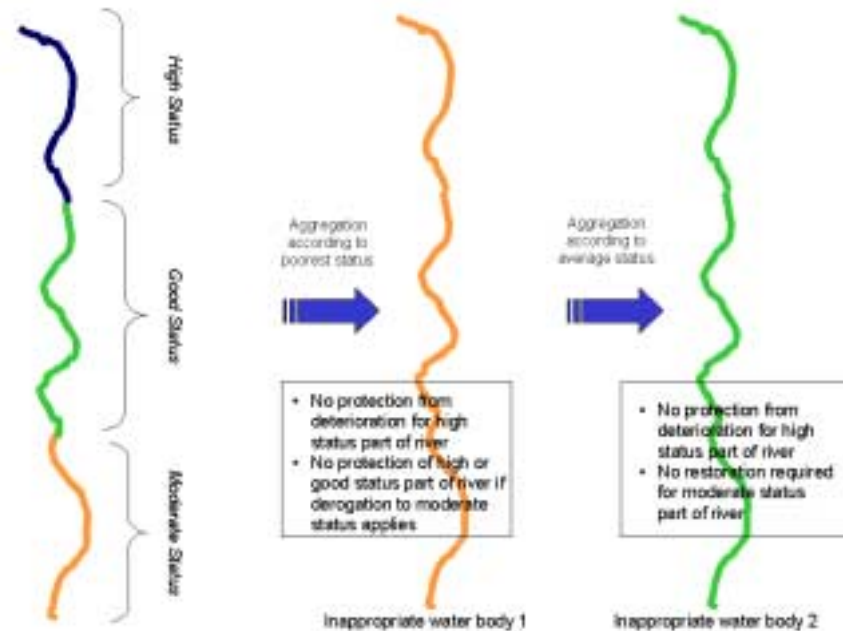 High Status
Good Status
Moderate Status
Aggregation
according to
poorest status
Aggregation
according to
average status
• No protection from
deterioration for high
status part of river
• No protection of high or
good status part of river if
derogation to moderate
status applies
• No protection from
deterioration for high
status part of river
• No restoration required
for moderate status
part of river
Inappropriate water body 1
Inappropriate water body 2